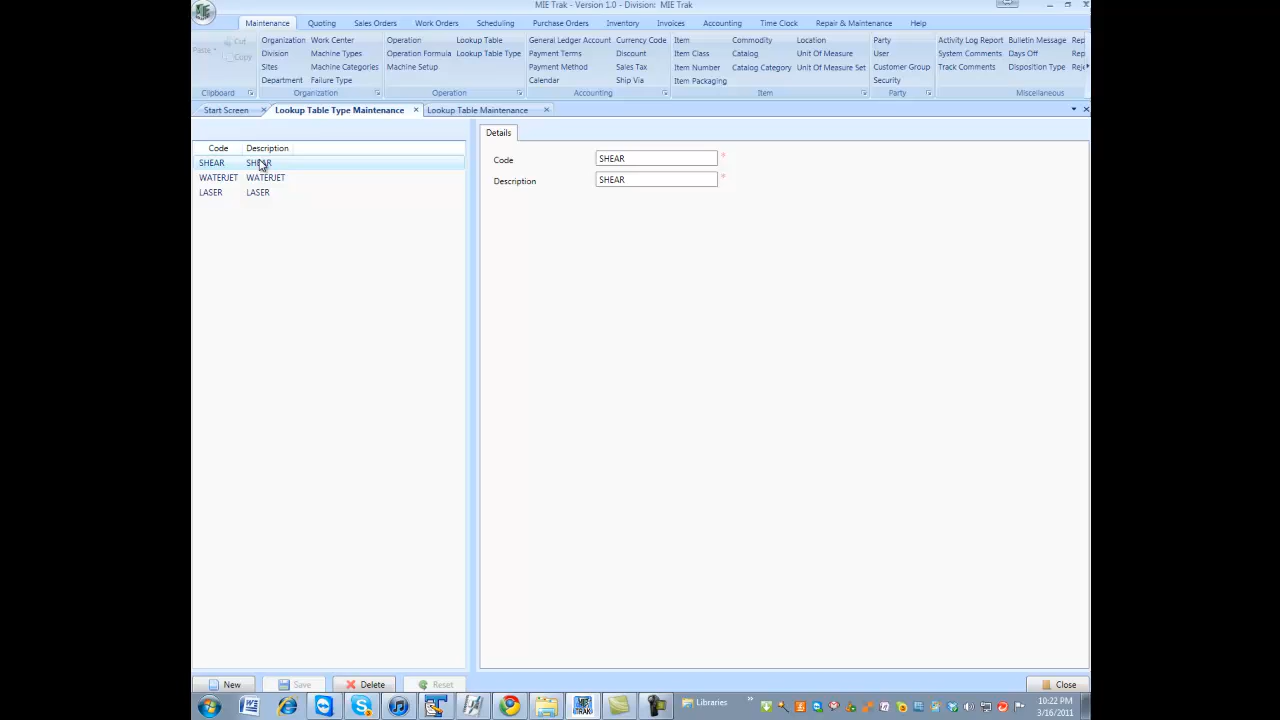 MIE Trak - Version 1.0 - Division: MIE Trak
Maintenance Quoting Sales Orders Work Orders Scheduling Purchase Orders Inventory Invoices Accounting Time Clock Repair & Maintenance Help
Paste Cut Organization Work Center Operation Lookup Table General Ledger Account Currency Code Item Commodity Location Party Activity Log Report Bulletin Message Rep
Copy Division Machine Types Operation Formula Lookup Table Type Payment Terms Discount Item Class Catalog Unit Of Measure User System Comments Days Off Rep
Sites Machine Categories Machine Setup Payment Method Sales Tax Item Number Catalog Category Unit Of Measure Set Customer Group Track Comments Disposition Type Reje
Department Failure Type Calendar Ship Via Item Packaging Security
Clipboard Organization Operation Accounting Item Party Miscellaneous
Start Screen Lookup Table Type Maintenance Lookup Table Maintenance
Code Description
SHEAR SHEAR
WATERJET WATERJET
LASER LASER
Details
Code SHEAR *
Description SHEAR *
New Save Delete Reset Close
Libraries
10:22 PM
3/16/2011